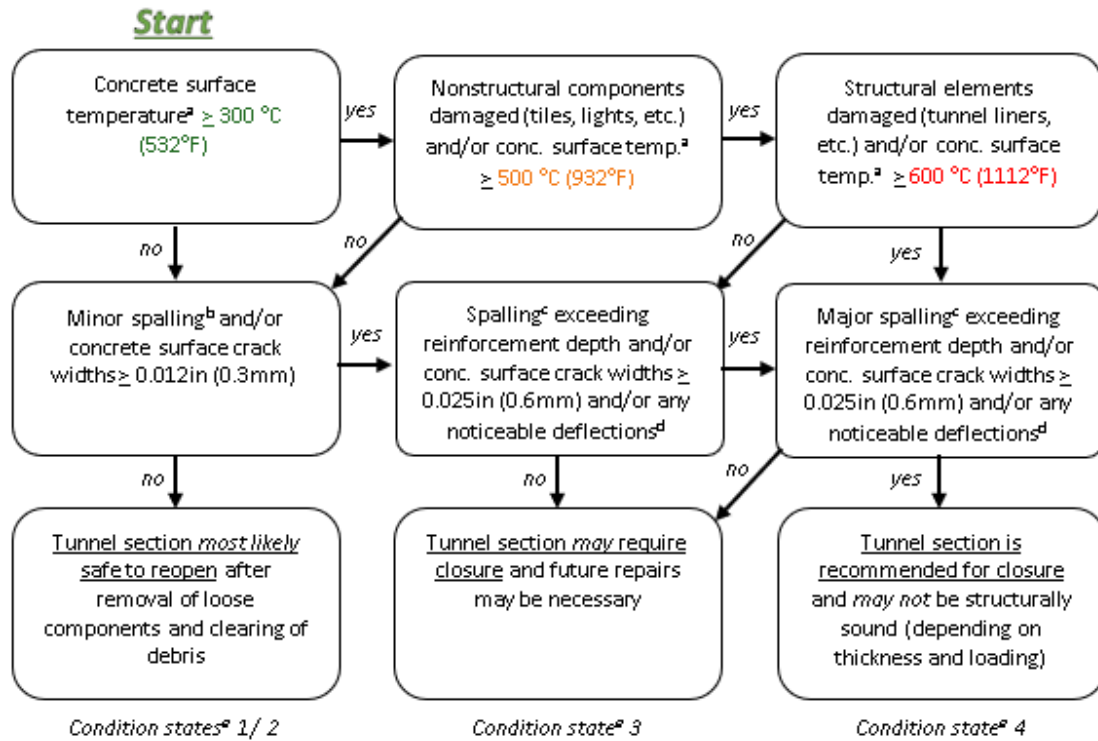 Start
Concrete surface
temperatureᵃ ≥ 300 °C
(532°F)
yes
Nonstructural components
damaged (tiles, lights, etc.)
and/or conc. surface temp.ᵃ
≥ 500 °C (932°F)
yes
Structural elements
damaged (tunnel liners,
etc.) and/or conc. surface
temp.ᵃ ≥ 600 °C (1112°F)
no
no
no
yes
Minor spallingᵇ and/or
concrete surface crack
widths ≥ 0.012in (0.3mm)
yes
Spallingᶜ exceeding
reinforcement depth and/or
conc. surface crack widths ≥
0.025in (0.6mm) and/or any
noticeable deflectionsᵈ
yes
Major spallingᶜ exceeding
reinforcement depth and/or
conc. surface crack widths ≥
0.025in (0.6mm) and/or any
noticeable deflectionsᵈ
no
no
no
yes
Tunnel section most likely
safe to reopen after
removal of loose
components and clearing of
debris
Tunnel section may require
closure and future repairs
may be necessary
Tunnel section is
recommended for closure
and may not be structurally
sound (depending on
thickness and loading)
Condition statesᵉ 1/ 2
Condition stateᵉ 3
Condition stateᵉ 4